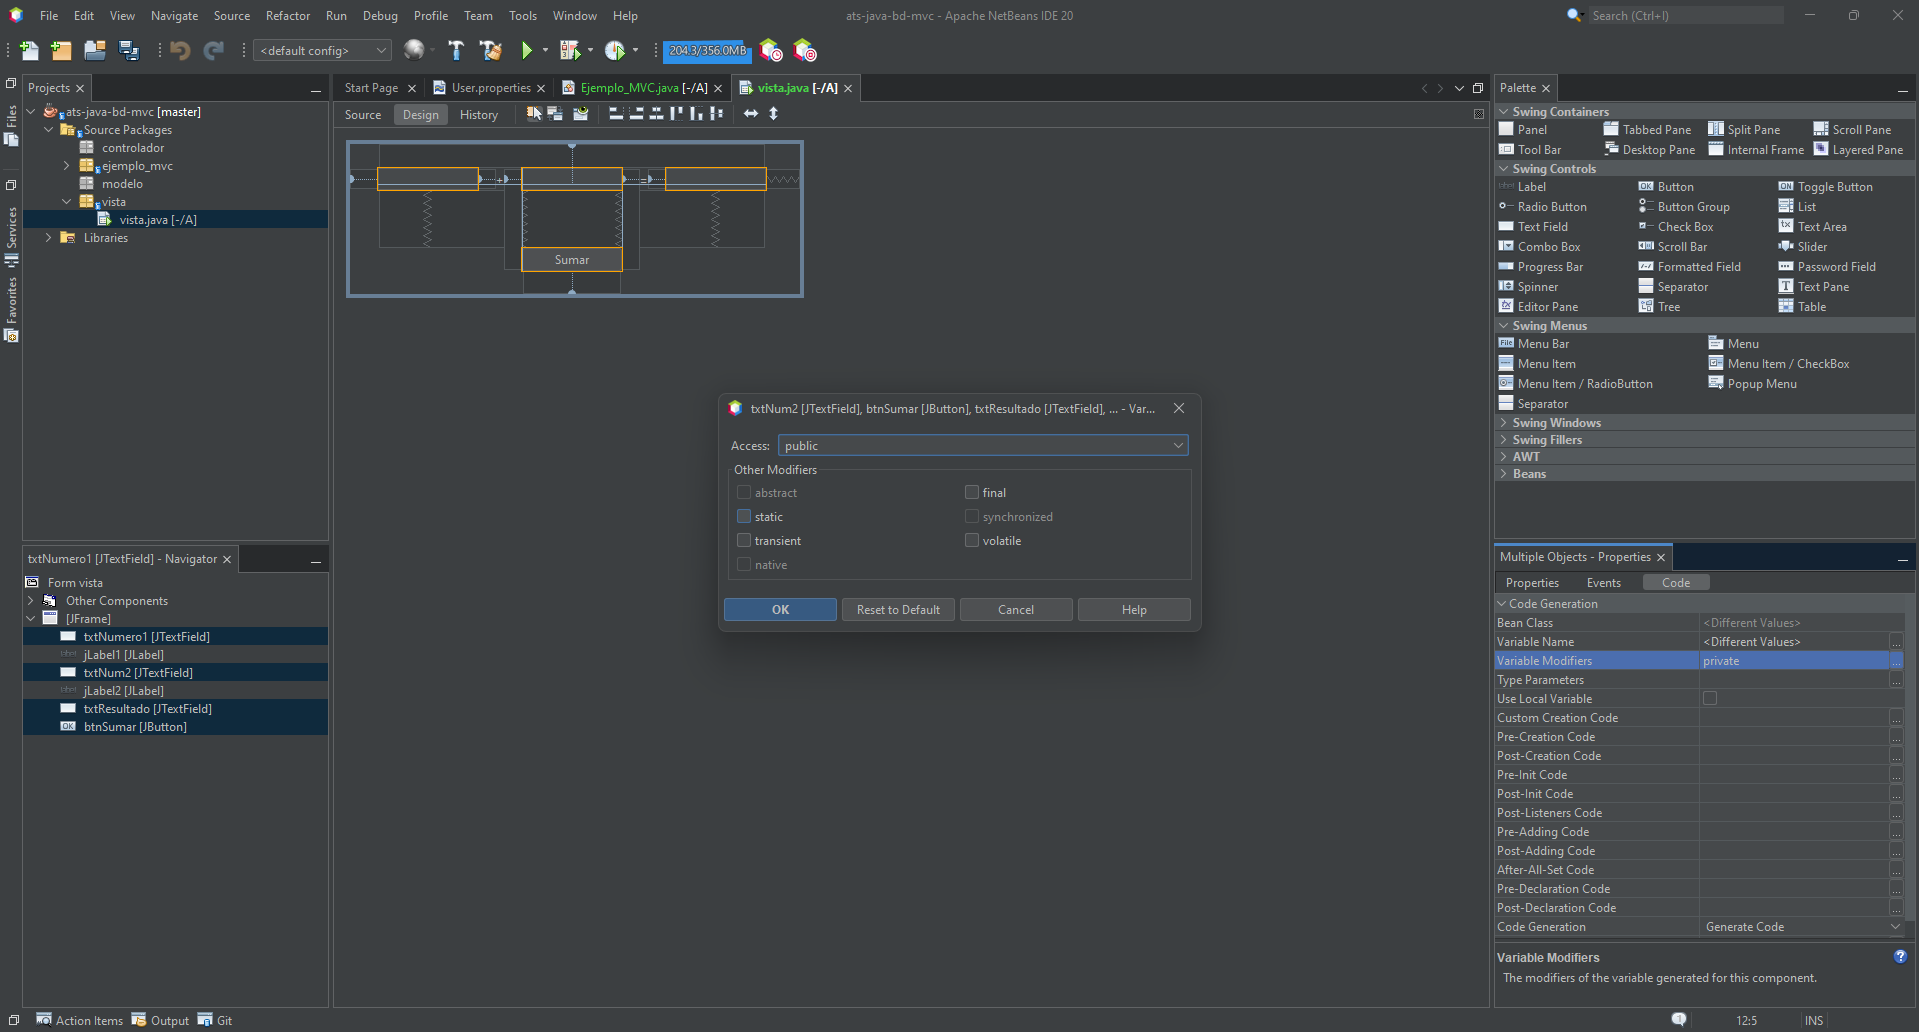 File Edit View Navigate Source Refactor Run Debug Profile Team Tools Window Help
ats-java-bd-mvc - Apache NetBeans IDE 20
Search (Ctrl+I)
<default config>
204.3/356.0MB
Files
Services
Favorites
Projects
ats-java-bd-mvc [master]
Source Packages
controlador
ejemplo_mvc
modelo
vista
vista.java [-/A]
Libraries
Start Page
User.properties
Ejemplo_MVC.java [-/A]
vista.java [-/A]
Source Design History
+
=
Sumar
txtNum2 [JTextField], btnSumar [JButton], txtResultado [JTextField], ... - Var...
Access: public
Other Modifiers
abstract final
static synchronized
transient volatile
native
OK Reset to Default Cancel Help
txtNumero1 [JTextField] - Navigator
Form vista
Other Components
[JFrame]
txtNumero1 [JTextField]
jLabel1 [JLabel]
txtNum2 [JTextField]
jLabel2 [JLabel]
txtResultado [JTextField]
btnSumar [JButton]
Palette
Swing Containers
Panel Tabbed Pane Split Pane Scroll Pane
Tool Bar Desktop Pane Internal Frame Layered Pane
Swing Controls
Label Button Toggle Button
Radio Button Button Group List
Text Field Check Box Text Area
Combo Box Scroll Bar Slider
Progress Bar Formatted Field Password Field
Spinner Separator Text Pane
Editor Pane Tree Table
Swing Menus
Menu Bar Menu
Menu Item Menu Item / CheckBox
Menu Item / RadioButton Popup Menu
Separator
Swing Windows
Swing Fillers
AWT
Beans
Multiple Objects - Properties
Properties Events Code
Code Generation
Bean Class <Different Values>
Variable Name <Different Values> ...
Variable Modifiers private ...
Type Parameters ...
Use Local Variable
Custom Creation Code ...
Pre-Creation Code ...
Post-Creation Code ...
Pre-Init Code ...
Post-Init Code ...
Post-Listeners Code ...
Pre-Adding Code ...
Post-Adding Code ...
After-All-Set Code ...
Pre-Declaration Code ...
Post-Declaration Code ...
Code Generation Generate Code
Variable Modifiers
The modifiers of the variable generated for this component.
Action Items Output Git
12:5 INS